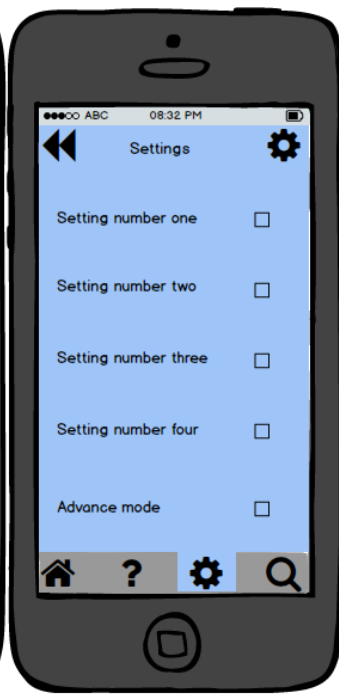 ABC 08:32 PM
Settings
Setting number one
Setting number two
Setting number three
Setting number four
Advance mode
?